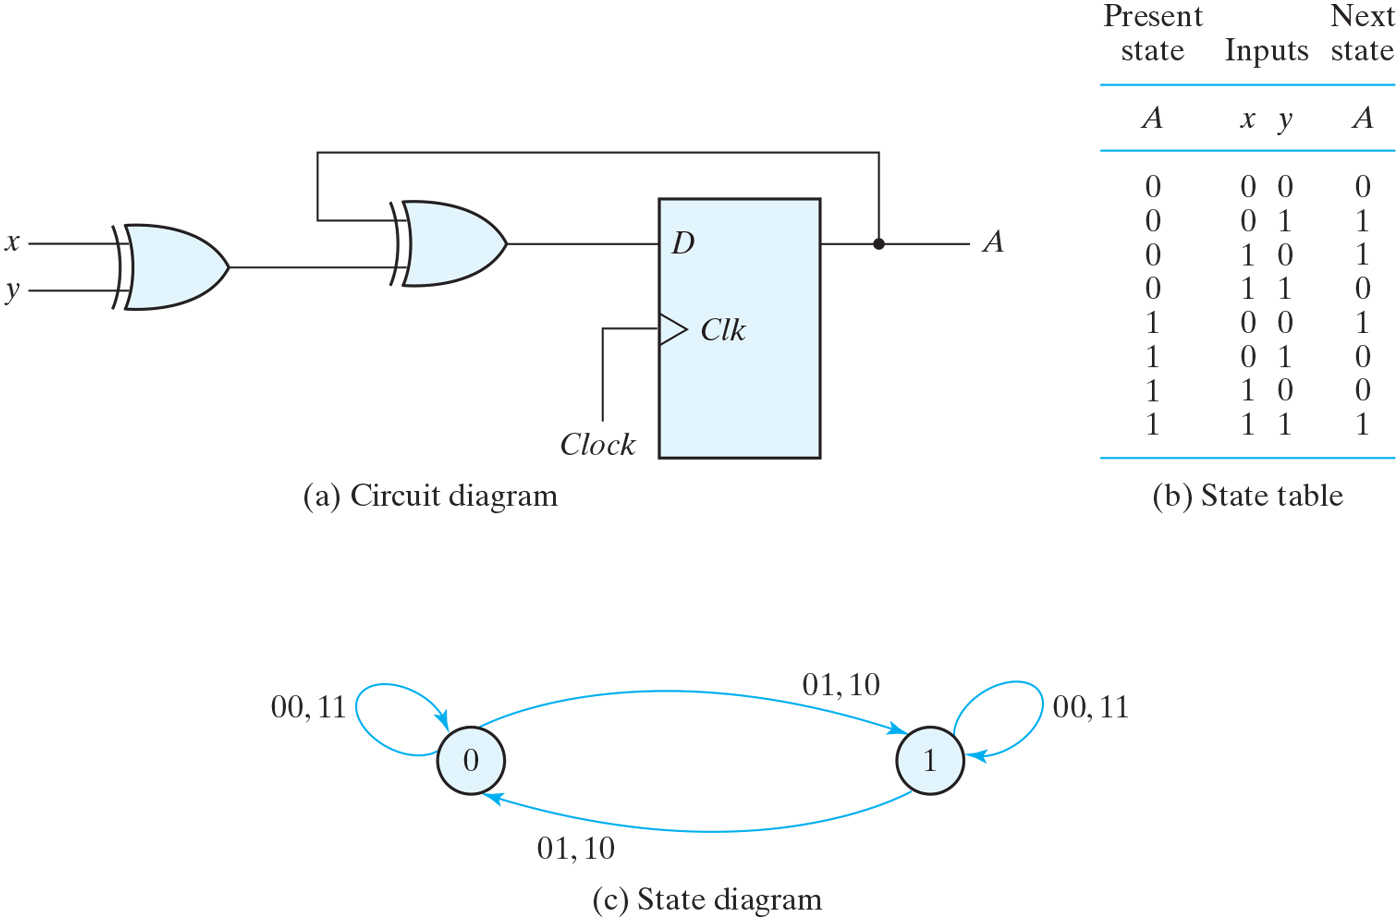 Present Next
state Inputs state
A x y A
0 0 0 0
0 0 1 1
0 1 0 1
0 1 1 0
1 0 0 1
1 0 1 0
1 1 0 0
1 1 1 1
(b) State table
x
y
D
A
Clk
Clock
(a) Circuit diagram
00, 11
0
01, 10
1
00, 11
01, 10
(c) State diagram